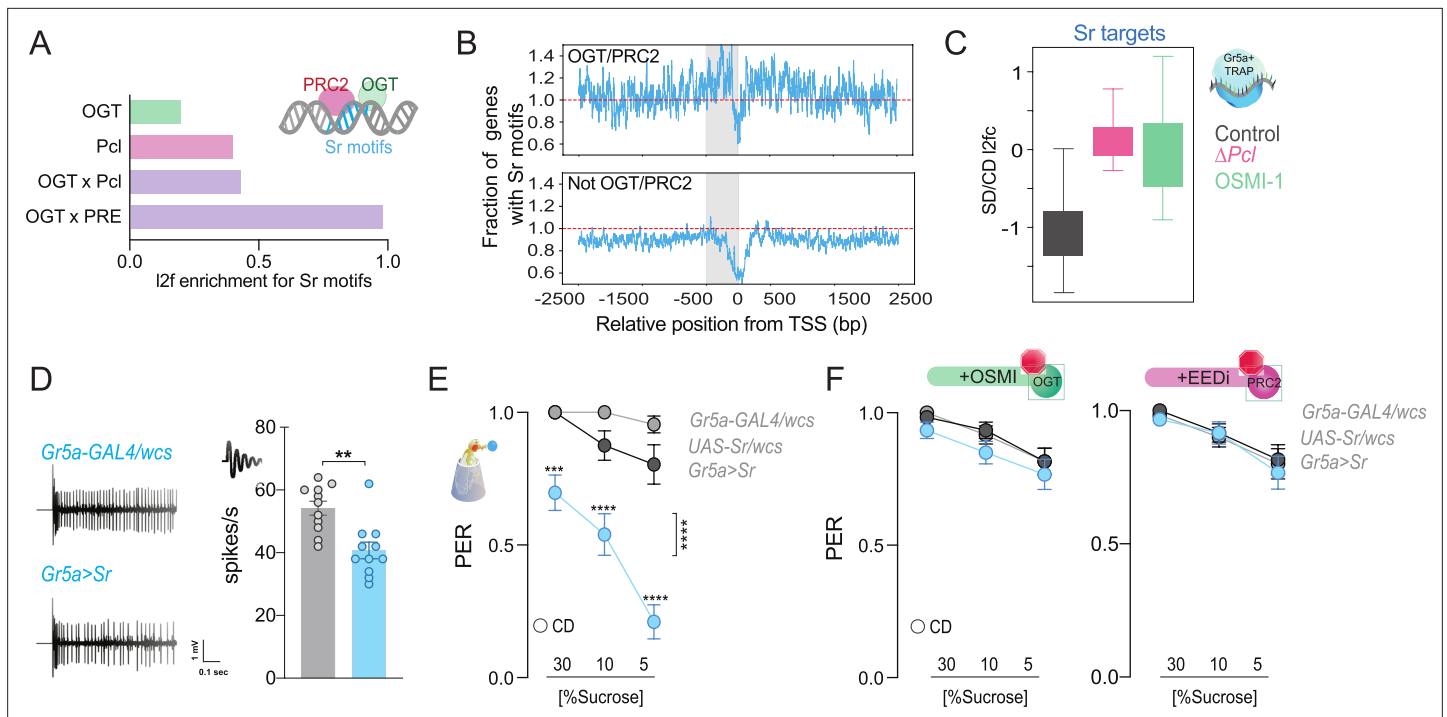 A
PRC2 OGT
Sr motifs
OGT
Pcl
OGT x Pcl
OGT x PRE
0.0 0.5 1.0
l2f enrichment for Sr motifs
B
Fraction of genes
with Sr motifs
OGT/PRC2
1.4
1.2
1.0
0.8
0.6
Not OGT/PRC2
1.4
1.2
1.0
0.8
0.6
-2500 -1500 -500 0 500 1500 2500
Relative position from TSS (bp)
C
Sr targets
SD/CD l2fc
1
0
-1
Gr5a+
TRAP
Control
ΔPcl
OSMI-1
D
Gr5a-GAL4/wcs
Gr5a>Sr
1 mV
0.1 sec
spikes/s
80
60
40
20
0
**
E
PER
1.0
0.5
0.0
Gr5a-GAL4/wcs
UAS-Sr/wcs
Gr5a>Sr
***
****
****
****
CD
30 10 5
[%Sucrose]
F
+OSMI OGT
PER
1.0
0.5
0.0
CD
30 10 5
[%Sucrose]
+EEDi PRC2
1.0
0.5
0.0
Gr5a-GAL4/wcs
UAS-Sr/wcs
Gr5a>Sr
30 10 5
[%Sucrose]